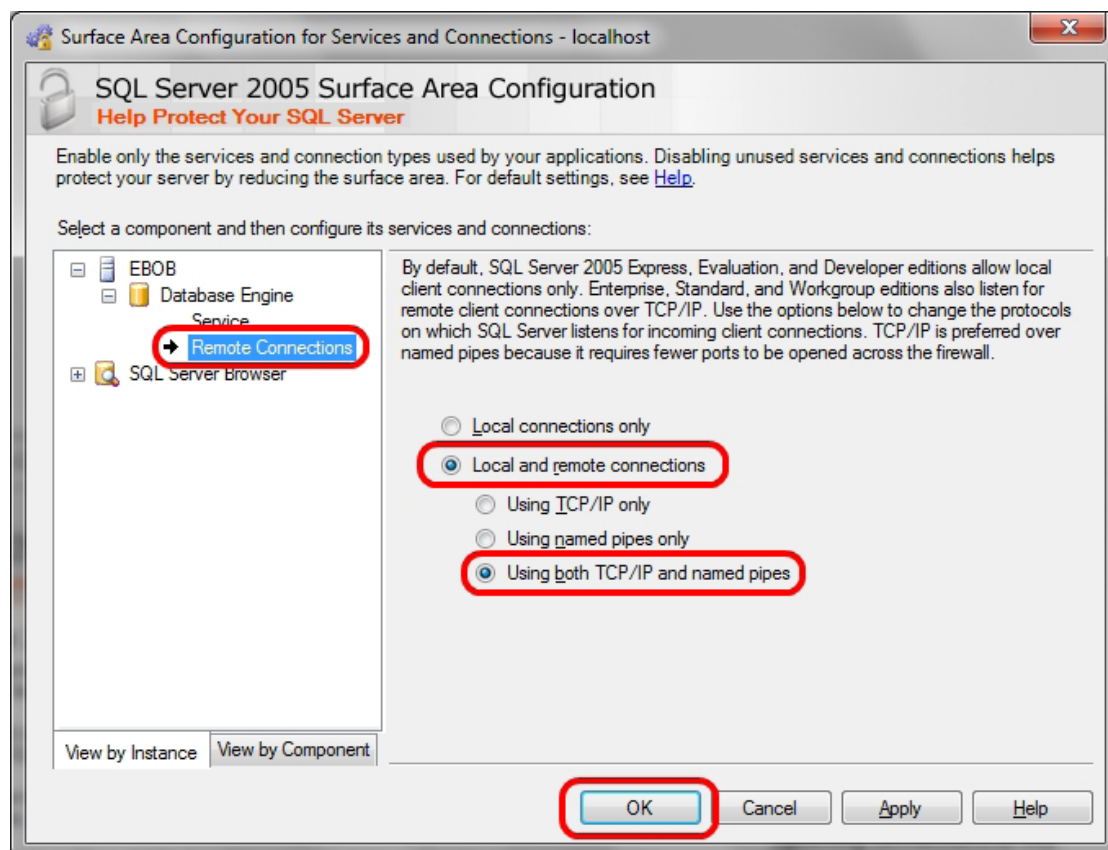 Surface Area Configuration for Services and Connections - localhost
x
SQL Server 2005 Surface Area Configuration
Help Protect Your SQL Server
Enable only the services and connection types used by your applications. Disabling unused services and connections helps
protect your server by reducing the surface area. For default settings, see Help.
Select a component and then configure its services and connections:
EBOB
Database Engine
Service
Remote Connections
SQL Server Browser
View by Instance
View by Component
By default, SQL Server 2005 Express, Evaluation, and Developer editions allow local
client connections only. Enterprise, Standard, and Workgroup editions also listen for
remote client connections over TCP/IP. Use the options below to change the protocols
on which SQL Server listens for incoming client connections. TCP/IP is preferred over
named pipes because it requires fewer ports to be opened across the firewall.
Local connections only
Local and remote connections
Using TCP/IP only
Using named pipes only
Using both TCP/IP and named pipes
OK
Cancel
Apply
Help